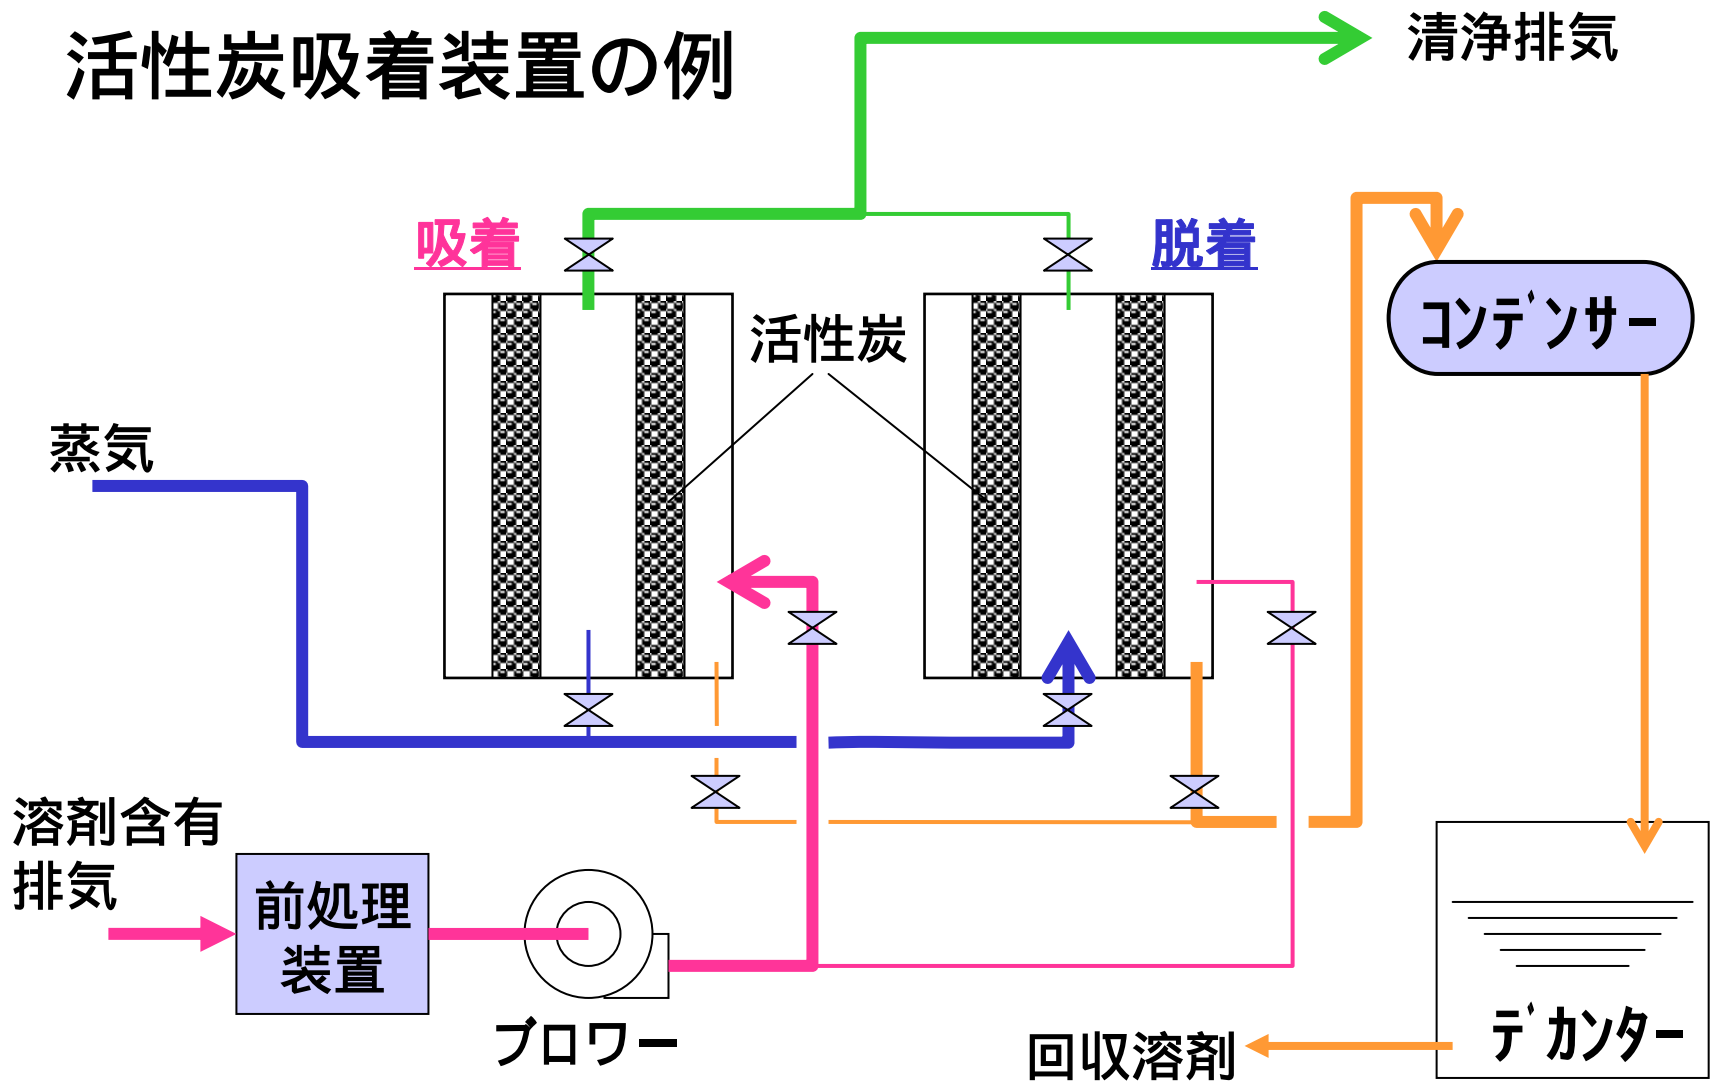 活性炭吸着装置の例
清浄排気
吸着
脱着
コンデンサー
活性炭
蒸気
溶剤含有
排気
前処理
装置
ブロワー
デカンター
回収溶剤